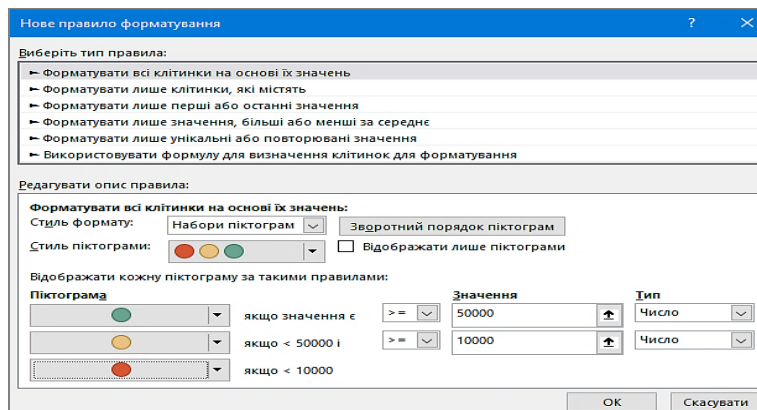 Нове правило форматування ?
Виберіть тип правила:
Форматувати всі клітинки на основі їх значень
Форматувати лише клітинки, які містять
Форматувати лише перші або останні значення
Форматувати лише значення, більші або менші за середнє
Форматувати лише унікальні або повторювані значення
Використовувати формулу для визначення клітинок для форматування
Редагувати опис правила:
Форматувати всі клітинки на основі їх значень:
Стиль формату: Набори піктограм Зворотний порядок піктограм
Стиль піктограми: Відображати лише піктограми
Відображати кожну піктограму за такими правилами:
Піктограма Значення Тип
якщо значення є >= 50000 Число
якщо < 50000 і >= 10000 Число
якщо < 10000
ОК Скасувати